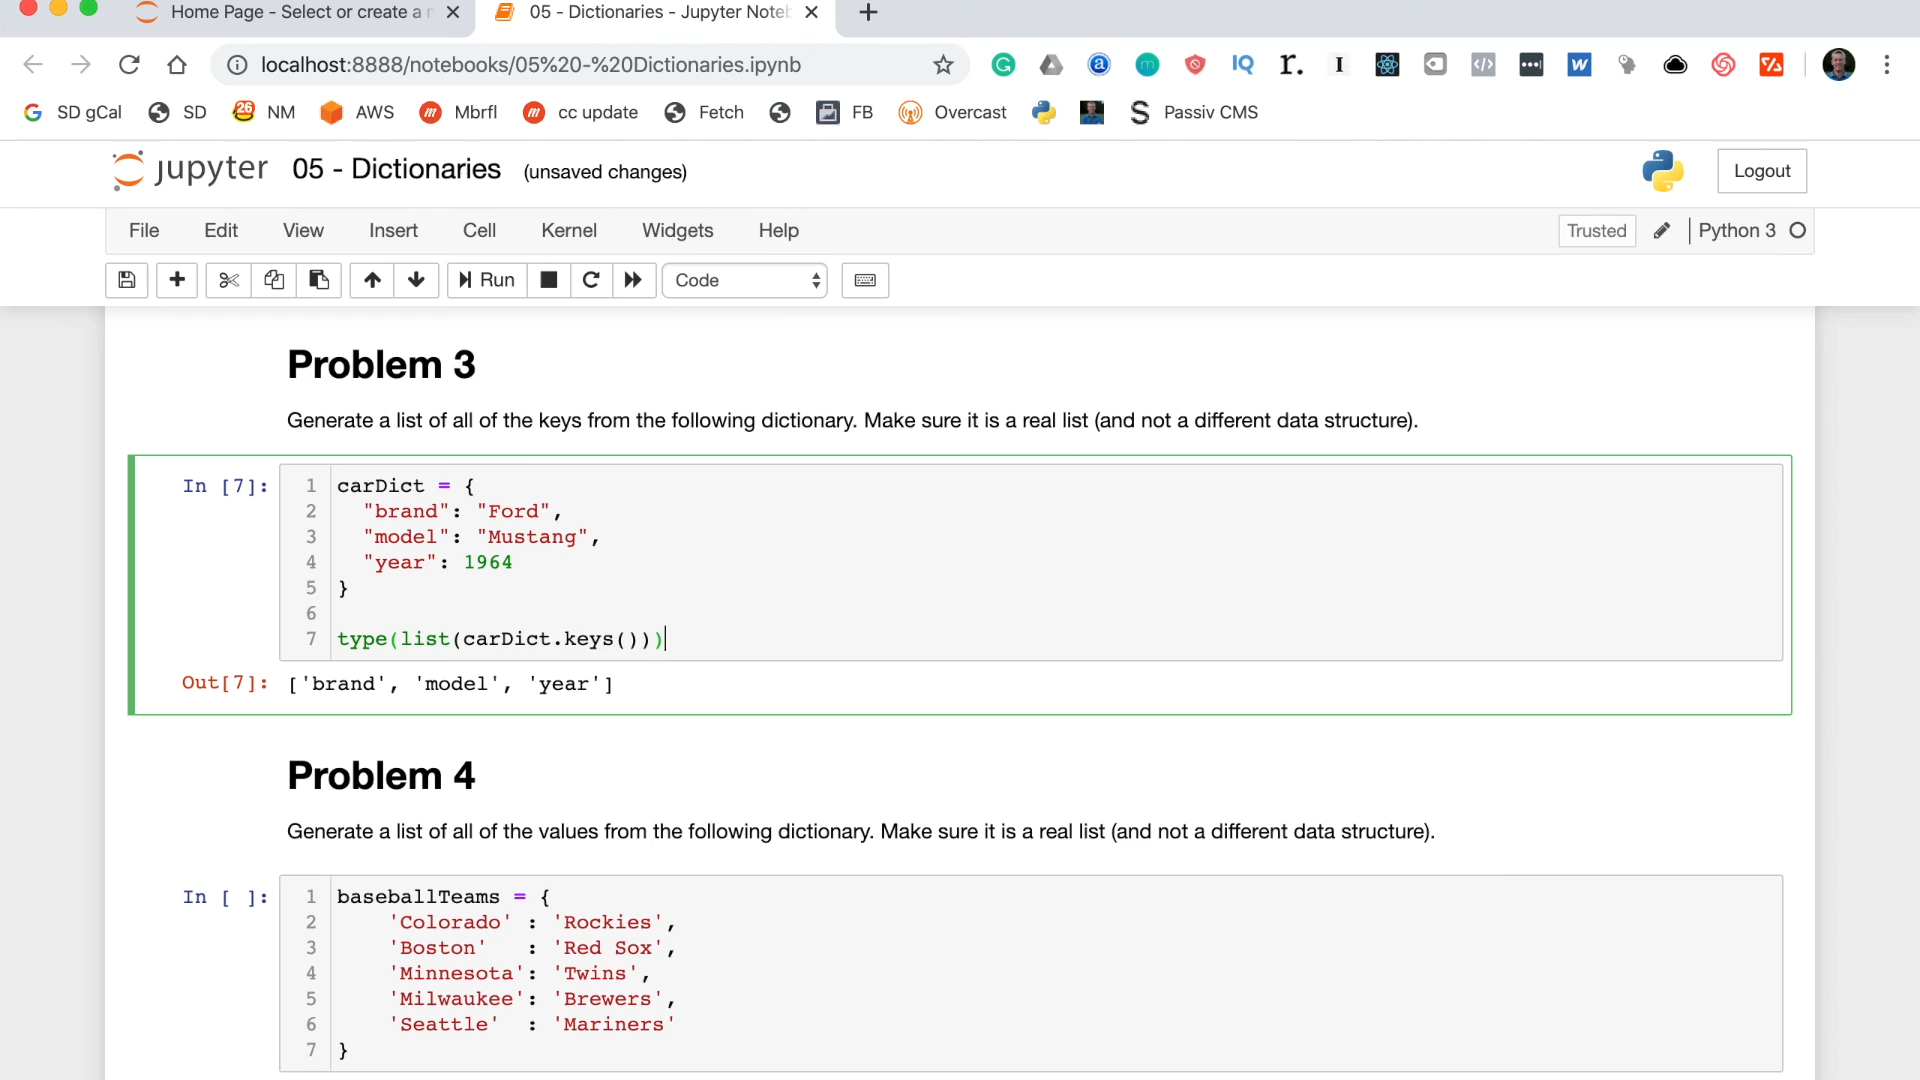 Home Page - Select or create a n
05 - Dictionaries - Jupyter Noteb
localhost:8888/notebooks/05%20-%20Dictionaries.ipynb
SD gCal SD 26 NM AWS Mbrfl cc update Fetch FB Overcast Passiv CMS
jupyter 05 - Dictionaries (unsaved changes) Logout
File Edit View Insert Cell Kernel Widgets Help Trusted Python 3
Run Code
Problem 3
Generate a list of all of the keys from the following dictionary. Make sure it is a real list (and not a different data structure).
In [7]: 1 carDict = {
2 "brand": "Ford",
3 "model": "Mustang",
4 "year": 1964
5 }
6
7 type(list(carDict.keys()))
Out[7]: ['brand', 'model', 'year']
Problem 4
Generate a list of all of the values from the following dictionary. Make sure it is a real list (and not a different data structure).
In [ ]: 1 baseballTeams = {
2 'Colorado' : 'Rockies',
3 'Boston' : 'Red Sox',
4 'Minnesota': 'Twins',
5 'Milwaukee': 'Brewers',
6 'Seattle' : 'Mariners'
7 }